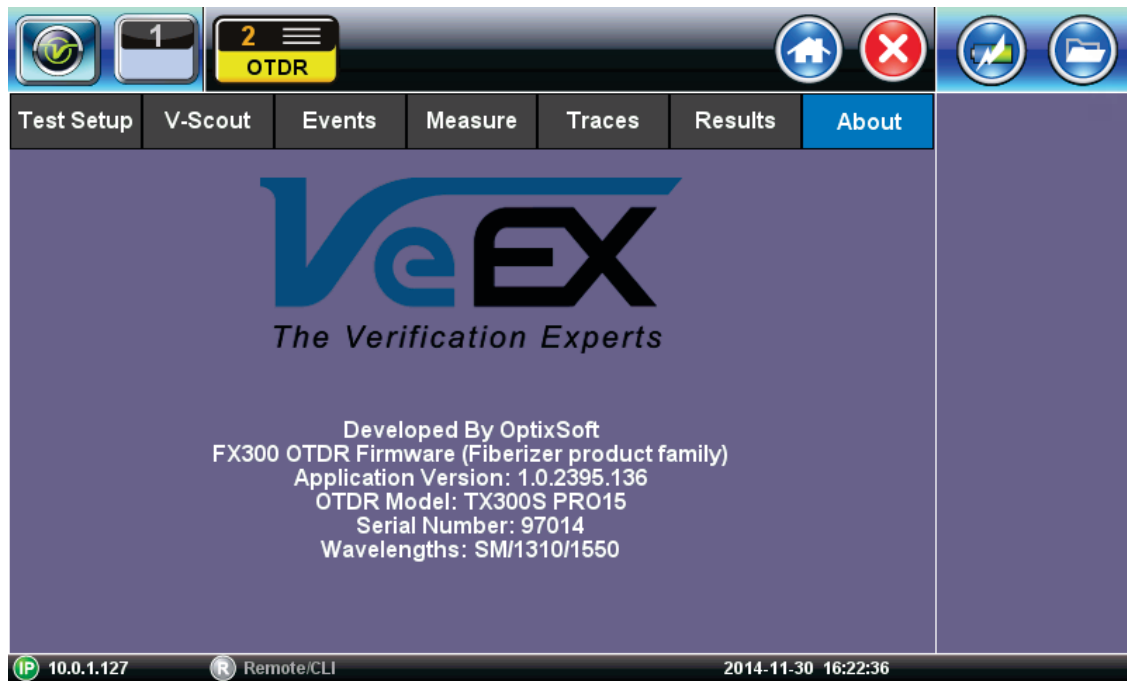 1
2
OTDR
Test Setup V-Scout Events Measure Traces Results About
VeEX
The Verification Experts
Developed By OptixSoft
FX300 OTDR Firmware (Fiberizer product family)
Application Version: 1.0.2395.136
OTDR Model: TX300S PRO15
Serial Number: 97014
Wavelengths: SM/1310/1550
IP 10.0.1.127 R Remote/CLI 2014-11-30 16:22:36